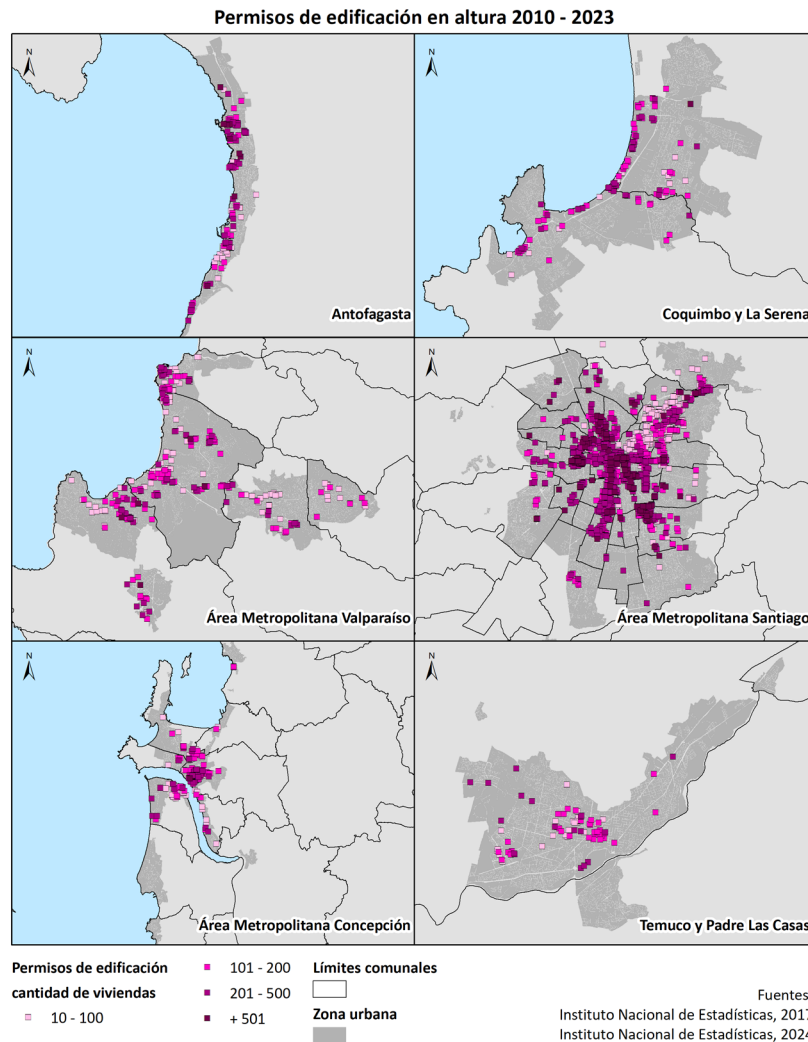 Permisos de edificación en altura 2010 - 2023
N
Antofagasta
N
Coquimbo y La Serena
N
Área Metropolitana Valparaíso
N
Área Metropolitana Santiago
N
Área Metropolitana Concepción
N
Temuco y Padre Las Casas
Permisos de edificación
cantidad de viviendas
10 - 100
101 - 200
201 - 500
+ 501
Límites comunales
Zona urbana
Fuentes
Instituto Nacional de Estadísticas, 2017
Instituto Nacional de Estadísticas, 2024